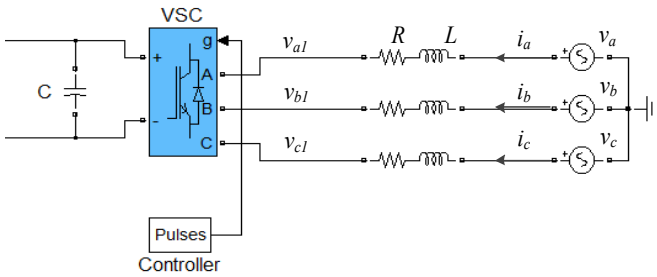 VSC
g
+
A
B
-
C
C
v_a1
v_b1
v_c1
R
L
i_a
i_b
i_c
+
v_a
+
v_b
+
v_c
Pulses
Controller